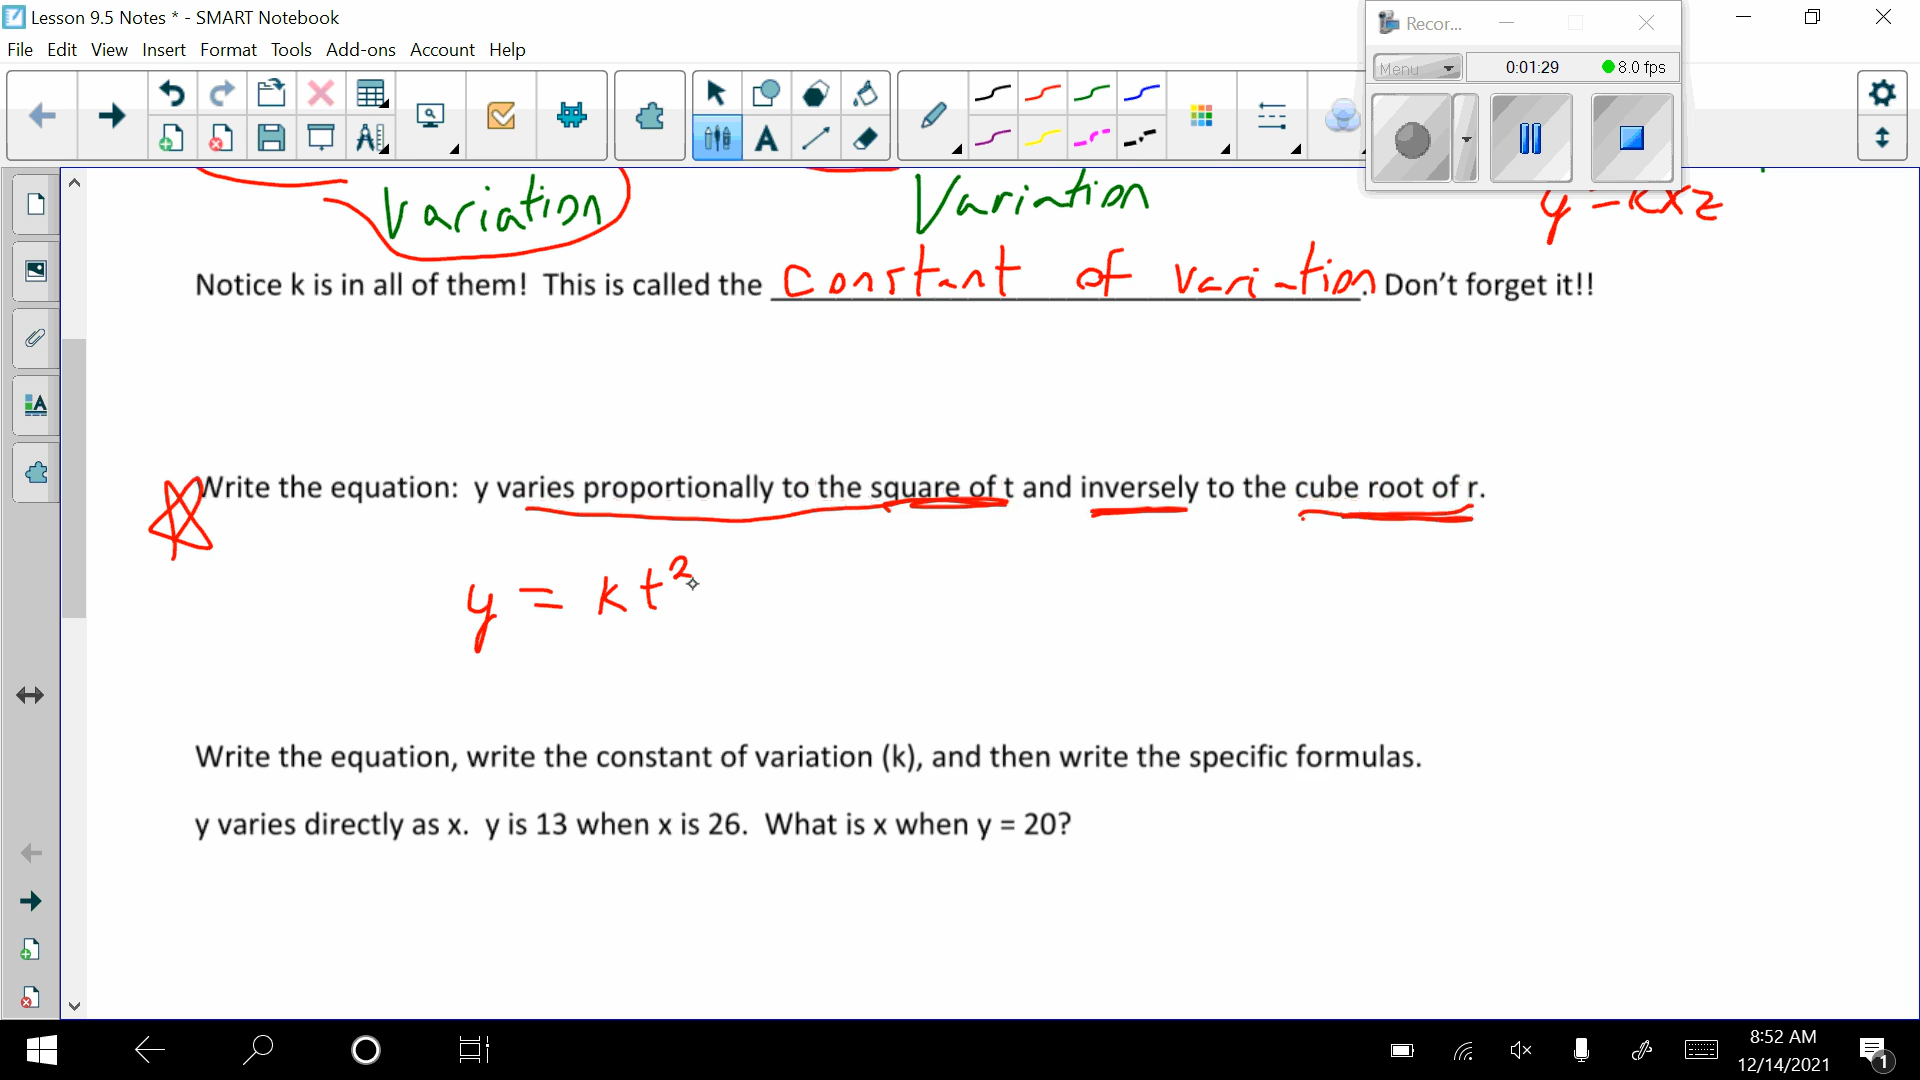 Lesson 9.5 Notes * - SMART Notebook
File Edit View Insert Format Tools Add-ons Account Help
Recor...
Menu 0:01:29 8.0 fps
Variation Variation y = kxz
Notice k is in all of them! This is called the constant of variation. Don't forget it!!
Write the equation: y varies proportionally to the square of t and inversely to the cube root of r.
y = kt²
Write the equation, write the constant of variation (k), and then write the specific formulas.
y varies directly as x. y is 13 when x is 26. What is x when y = 20?
8:52 AM
12/14/2021
1